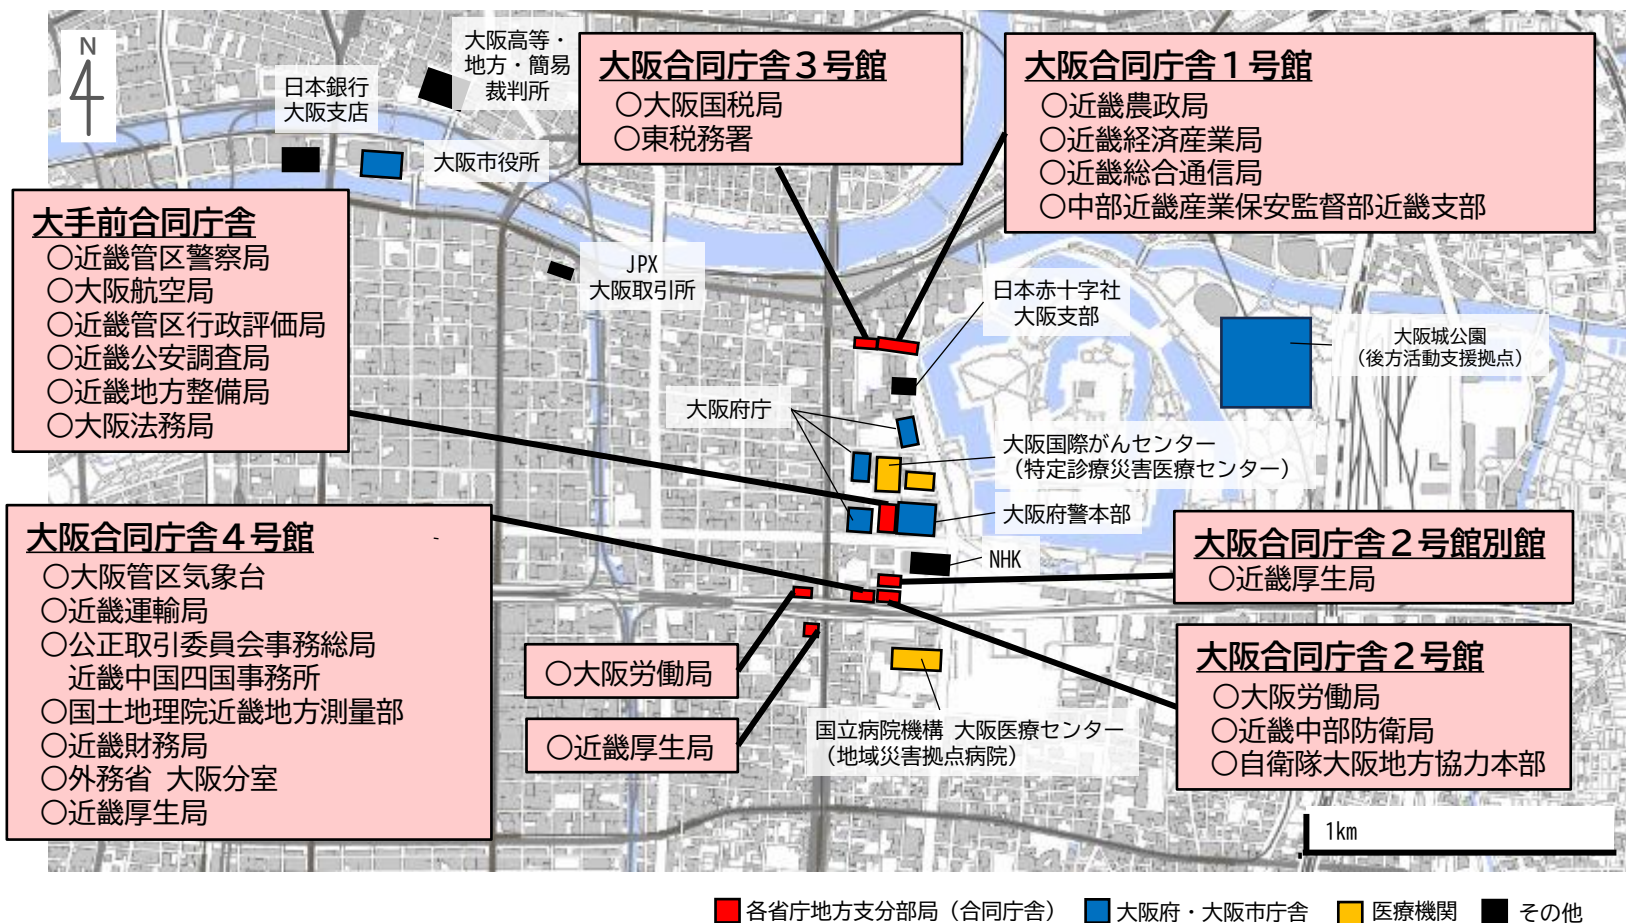 N
日本銀行
大阪支店
大阪高等・
地方・簡易
裁判所
大阪市役所
大阪合同庁舎３号館
○大阪国税局
○東税務署
大阪合同庁舎１号館
○近畿農政局
○近畿経済産業局
○近畿総合通信局
○中部近畿産業保安監督部近畿支部
大手前合同庁舎
○近畿管区警察局
○大阪航空局
○近畿管区行政評価局
○近畿公安調査局
○近畿地方整備局
○大阪法務局
JPX
大阪取引所
日本赤十字社
大阪支部
大阪城公園
（後方活動支援拠点）
大阪府庁
大阪国際がんセンター
（特定診療災害医療センター）
大阪府警本部
NHK
大阪合同庁舎４号館
○大阪管区気象台
○近畿運輸局
○公正取引委員会事務総局
近畿中国四国事務所
○国土地理院近畿地方測量部
○近畿財務局
○外務省 大阪分室
○近畿厚生局
大阪合同庁舎２号館別館
○近畿厚生局
○大阪労働局
○近畿厚生局
国立病院機構 大阪医療センター
（地域災害拠点病院）
大阪合同庁舎２号館
○大阪労働局
○近畿中部防衛局
○自衛隊大阪地方協力本部
1km
各省庁地方支分部局（合同庁舎）
大阪府・大阪市庁舎
医療機関
その他